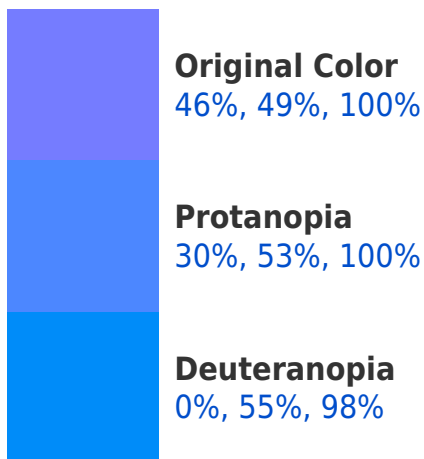 Original Color
46%, 49%, 100%
Protanopia
30%, 53%, 100%
Deuteranopia
0%, 55%, 98%